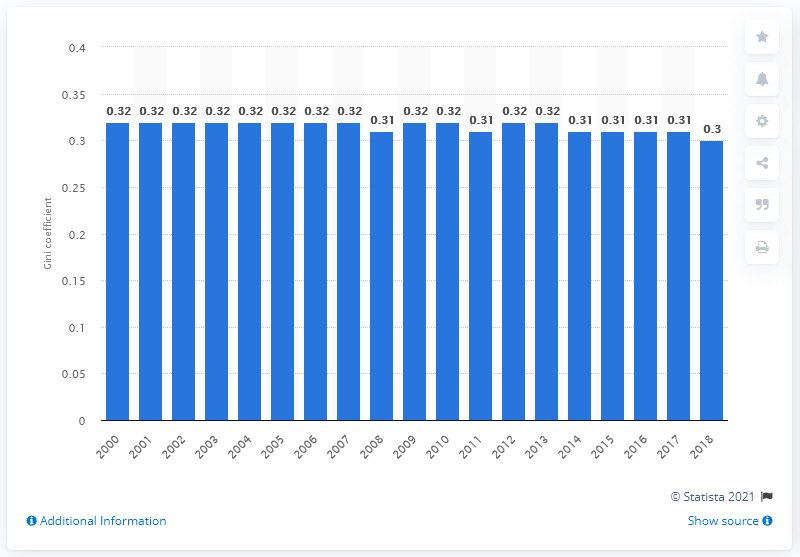 0.4
0.35
0.3
0.25
0.2
0.15
0.1
0.05
0
Gini coefficient
0.32 0.32 0.32 0.32 0.32 0.32 0.32 0.32 0.31 0.32 0.32 0.31 0.32 0.32 0.31 0.31 0.31 0.31 0.3
2000 2001 2002 2003 2004 2005 2006 2007 2008 2009 2010 2011 2012 2013 2014 2015 2016 2017 2018
© Statista 2021
Additional Information
Show source